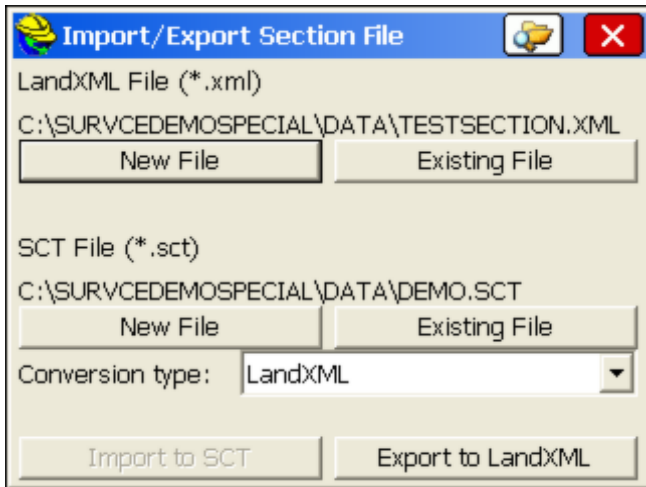 Import/Export Section File
LandXML File (*.xml)
C:\SURVCEDEMOSPECIAL\DATA\TESTSECTION.XML
New File Existing File
SCT File (*.sct)
C:\SURVCEDEMOSPECIAL\DATA\DEMO.SCT
New File Existing File
Conversion type: LandXML
Import to SCT Export to LandXML